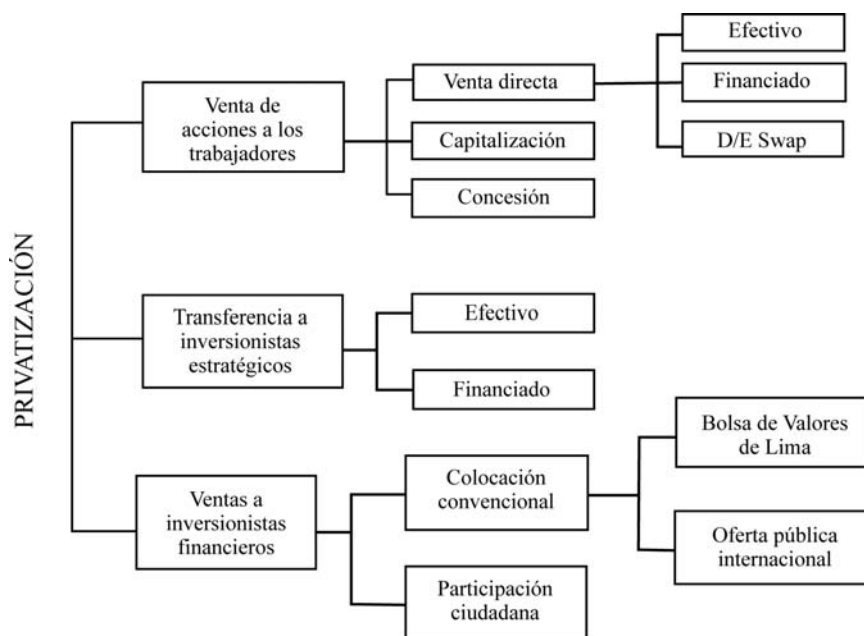 PRIVATIZACIÓN
Venta de
acciones a los
trabajadores
Venta directa
Capitalización
Concesión
Efectivo
Financiado
D/E Swap
Transferencia a
inversionistas
estratégicos
Efectivo
Financiado
Ventas a
inversionistas
financieros
Colocación
convencional
Participación
ciudadana
Bolsa de Valores
de Lima
Oferta pública
internacional